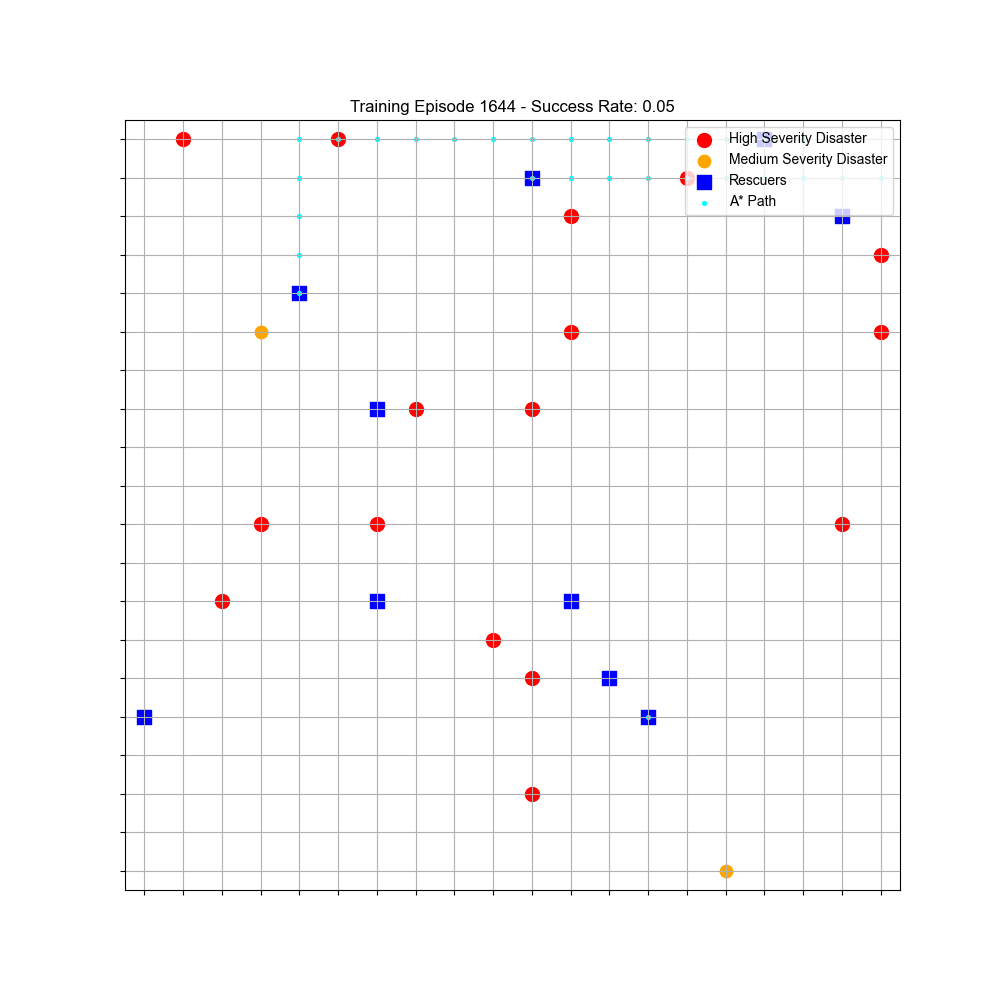 Training Episode 1644 - Success Rate: 0.05
High Severity Disaster
Medium Severity Disaster
Rescuers
A* Path